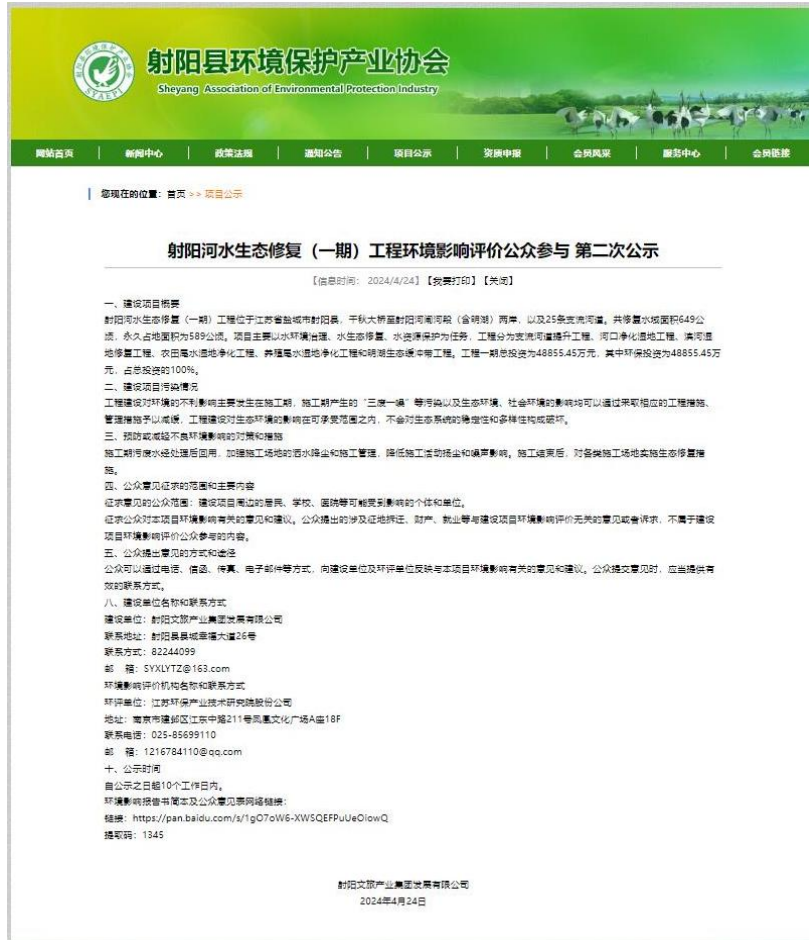 射阳县环境保护产业协会
Sheyang Association of Environmental Protection Industry
SYAEPI
网站首页 | 新闻中心 | 政策法规 | 通知公告 | 项目公示 | 资质申报 | 会员风采 | 服务中心 | 会员链接
您现在的位置：首页 >> 项目公示
射阳河水生态修复（一期）工程环境影响评价公众参与 第二次公示
【信息时间： 2024/4/24】【我要打印】【关闭】
一、建设项目概要
射阳河水生态修复（一期）工程位于江苏省盐城市射阳县，千秋大桥至射阳河闸河段（含明湖）两岸，以及25条支流河道。共修复水域面积649公
顷，永久占地面积为589公顷。项目主要以水环境治理、水生态修复、水资源保护为任务，工程分为支流河道提升工程、河口净化湿地工程、滨河湿
地修复工程、农田尾水湿地净化工程、养殖尾水湿地净化工程和明湖生态缓冲带工程。工程一期总投资为48855.45万元，其中环保投资为48855.45万
元，占总投资的100%。
二、建设项目污染情况
工程建设对环境的不利影响主要发生在施工期，施工期产生的“三废一噪”等污染以及生态环境、社会环境的影响均可以通过采取相应的工程措施、
管理措施予以减缓，工程建设对生态环境的影响在可承受范围之内，不会对生态系统的稳定性和多样性构成破坏。
三、预防或减轻不良环境影响的对策和措施
施工期污废水经处理后回用，加强施工场地的洒水降尘和施工管理，降低施工活动扬尘和噪声影响。施工结束后，对各类施工场地实施生态修复措
施。
四、公众意见征求的范围和主要内容
征求意见的公众范围：建设项目周边的居民、学校、医院等可能受到影响的个体和单位。
征求公众对本项目环境影响有关的意见和建议。公众提出的涉及征地拆迁、财产、就业等与建设项目环境影响评价无关的意见或者诉求，不属于建设
项目环境影响评价公众参与的内容。
五、公众提出意见的方式和途径
公众可以通过电话、信函、传真、电子邮件等方式，向建设单位及环评单位反映与本项目环境影响有关的意见和建议。公众提交意见时，应当提供有
效的联系方式。
八、建设单位名称和联系方式
建设单位：射阳文旅产业集团发展有限公司
联系地址：射阳县县城幸福大道26号
联系方式：82244099
邮 箱：SYXLYTZ@163.com
环境影响评价机构名称和联系方式
环评单位：江苏环保产业技术研究院股份公司
地址：南京市建邺区江东中路211号凤凰文化广场A座18F
联系电话：025-85699110
邮 箱：1216784110@qq.com
十、公示时间
自公示之日起10个工作日内。
环境影响报告书简本及公众意见表网络链接：
链接：https://pan.baidu.com/s/1gO7oW6-XWSQEFPuUeOiowQ
提取码：1345
射阳文旅产业集团发展有限公司
2024年4月24日